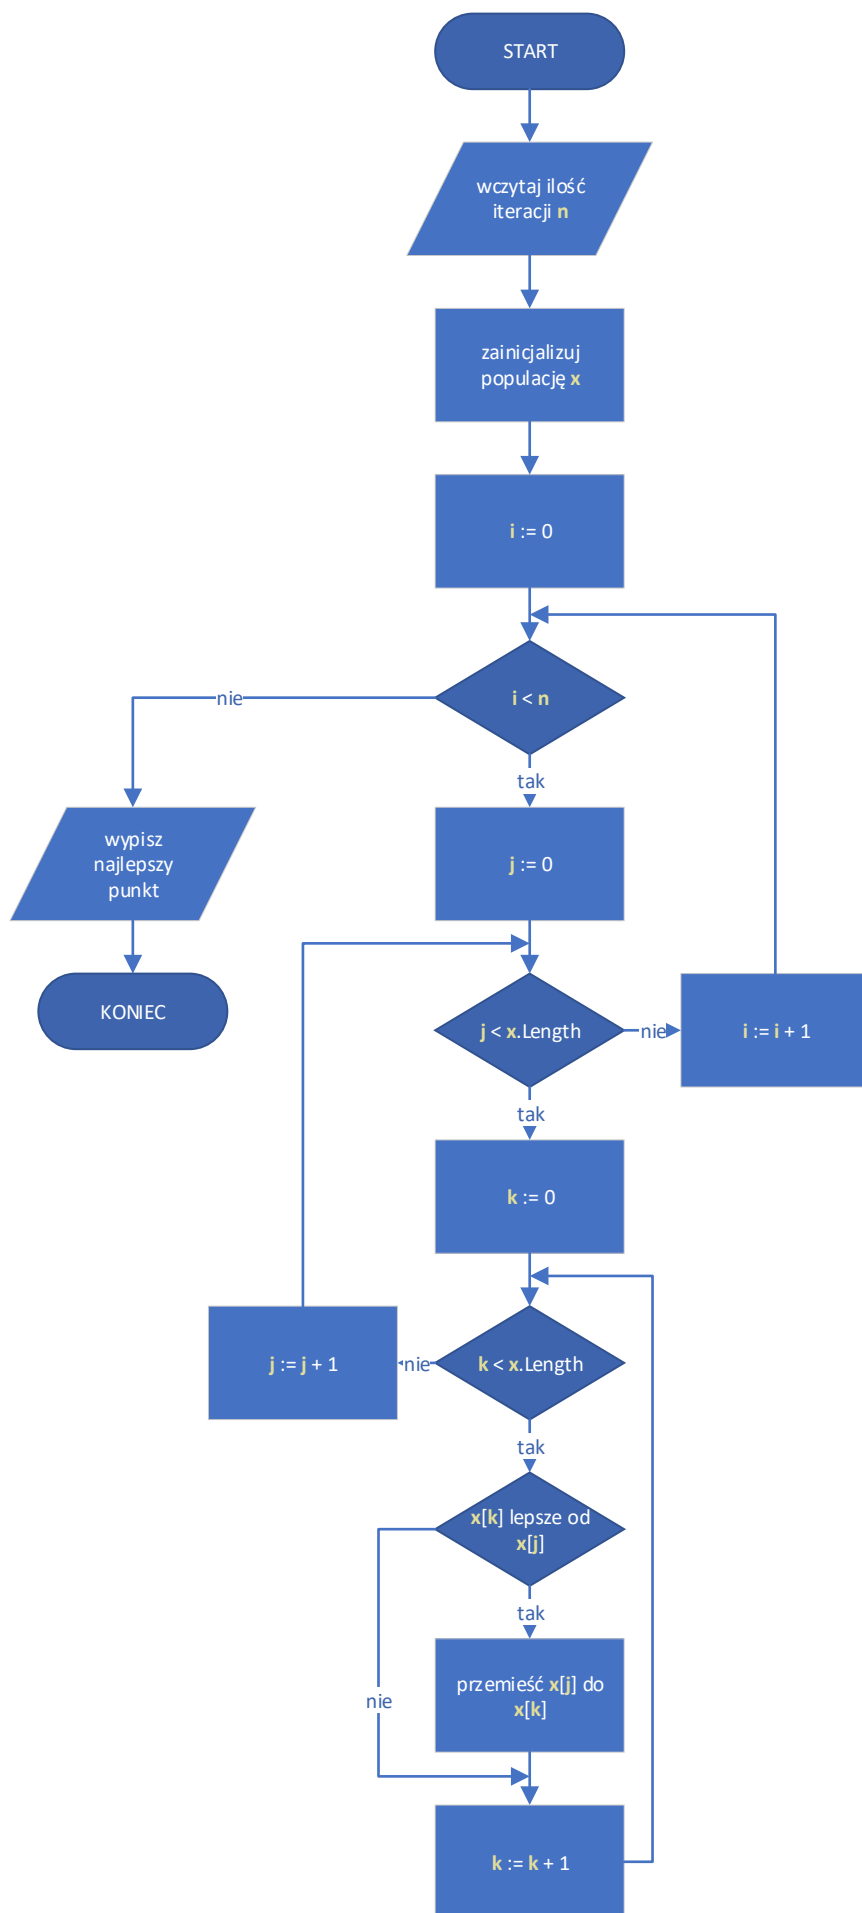 START
wczytaj ilość
iteracji n
zainicjalizuj
populację x
i := 0
i < n
nie
tak
wypisz
najlepszy
punkt
j := 0
KONIEC
j < x.Length
nie
i := i + 1
tak
k := 0
j := j + 1
nie
k < x.Length
tak
x[k] lepsze od
x[j]
tak
nie
przemieść x[j] do
x[k]
k := k + 1